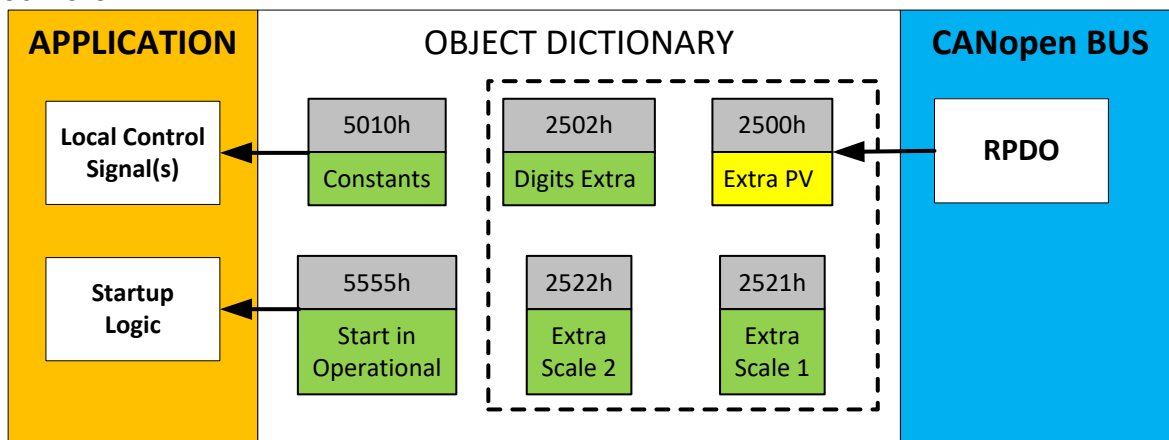 APPLICATION
OBJECT DICTIONARY
CANopen BUS
Local Control
Signal(s)
5010h
Constants
2502h
Digits Extra
2500h
Extra PV
RPDO
Startup
Logic
5555h
Start in
Operational
2522h
Extra
Scale 2
2521h
Extra
Scale 1